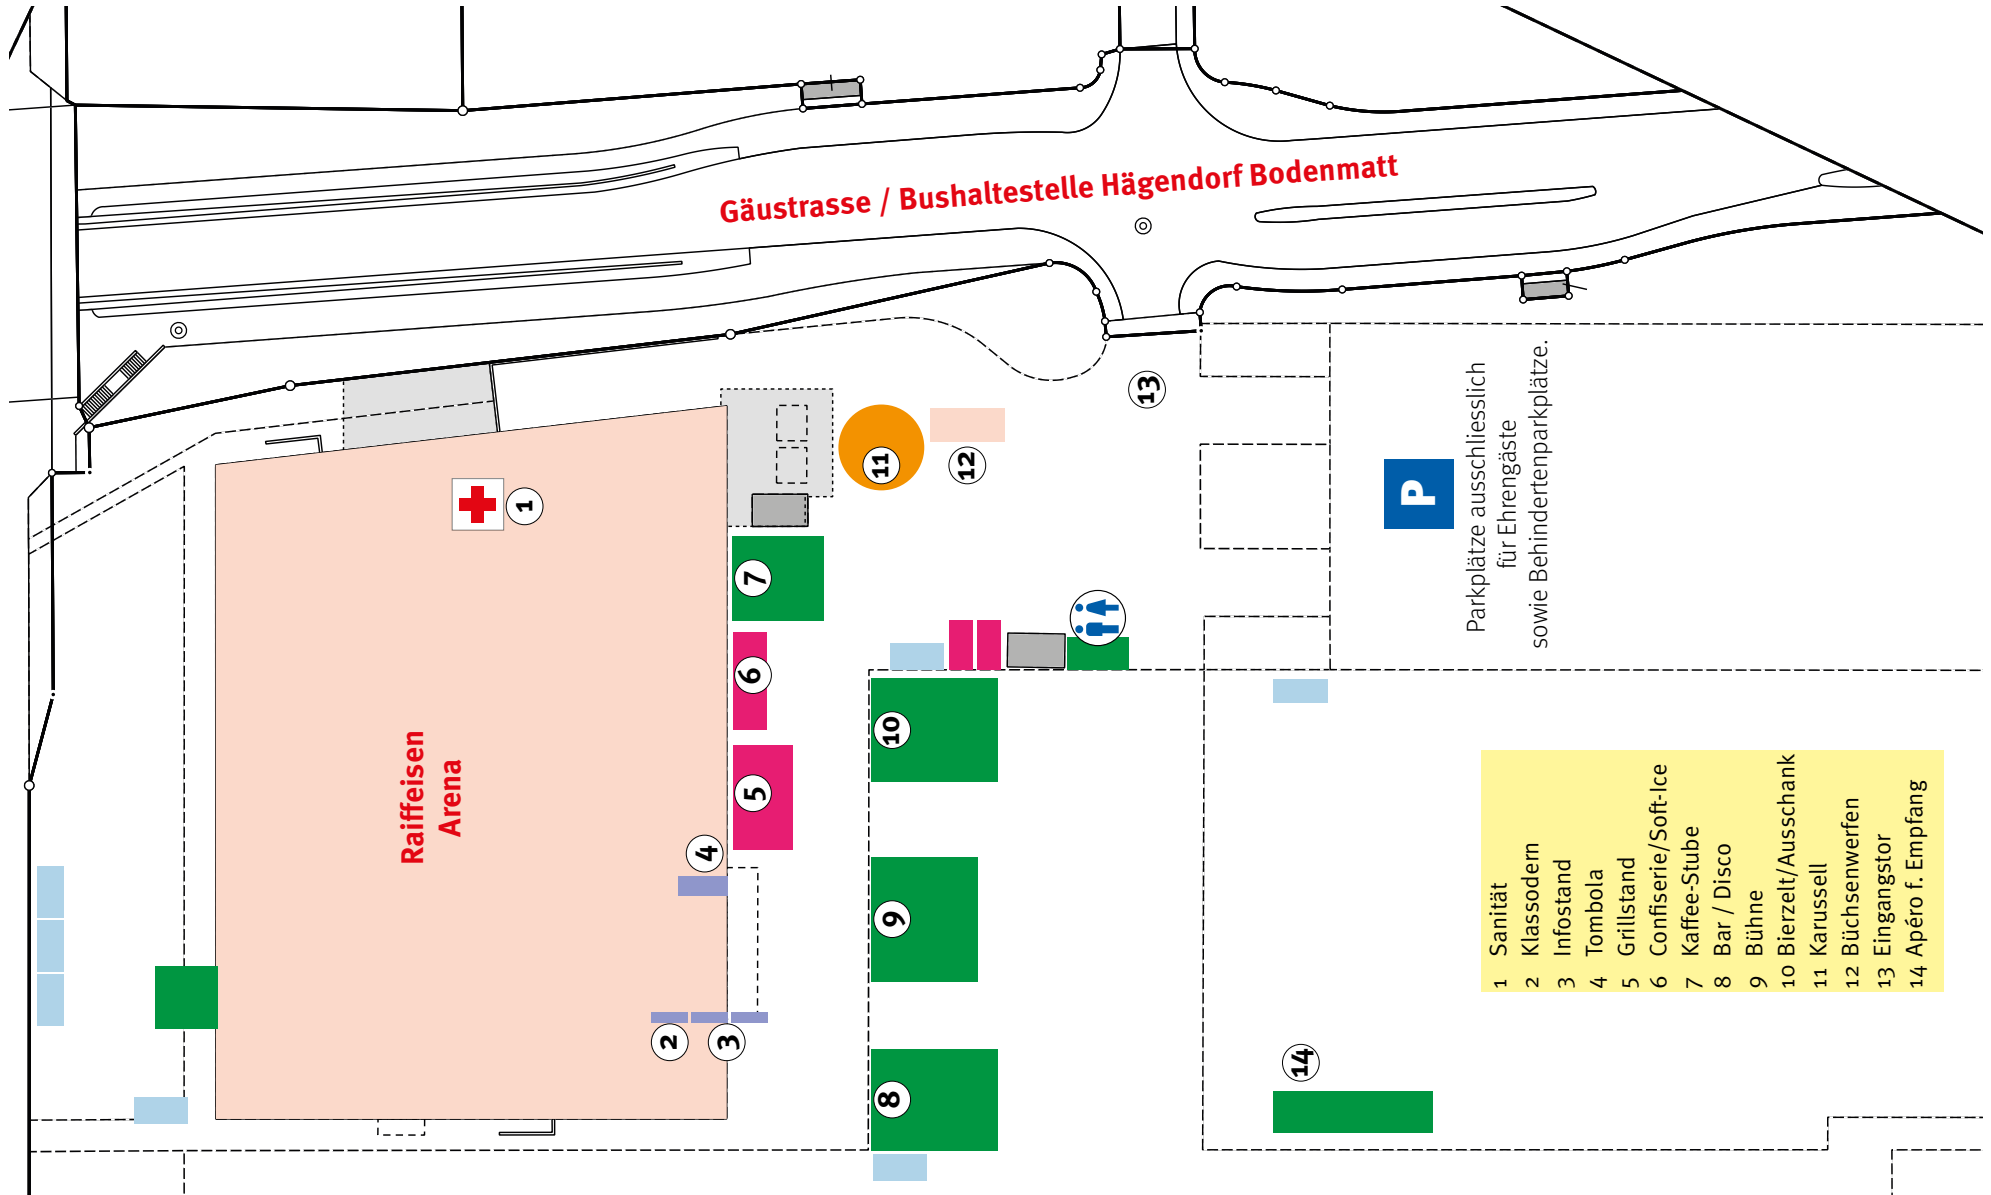 Gäustrasse / Bushaltestelle Hägendorf Bodenmatt
13
11
12
1
P
Parkplätze ausschliesslich
für Ehrengäste
sowie Behindertenparkplätze.
7
6
10
Raiffeisen
Arena
5
4
9
2
3
8
14
1 Sanität
2 Klassodern
3 Infostand
4 Tombola
5 Grillstand
6 Confiserie/Soft-Ice
7 Kaffee-Stube
8 Bar / Disco
9 Bühne
10 Bierzelt/Ausschank
11 Karussell
12 Büchsenwerfen
13 Eingangstor
14 Apéro f. Empfang